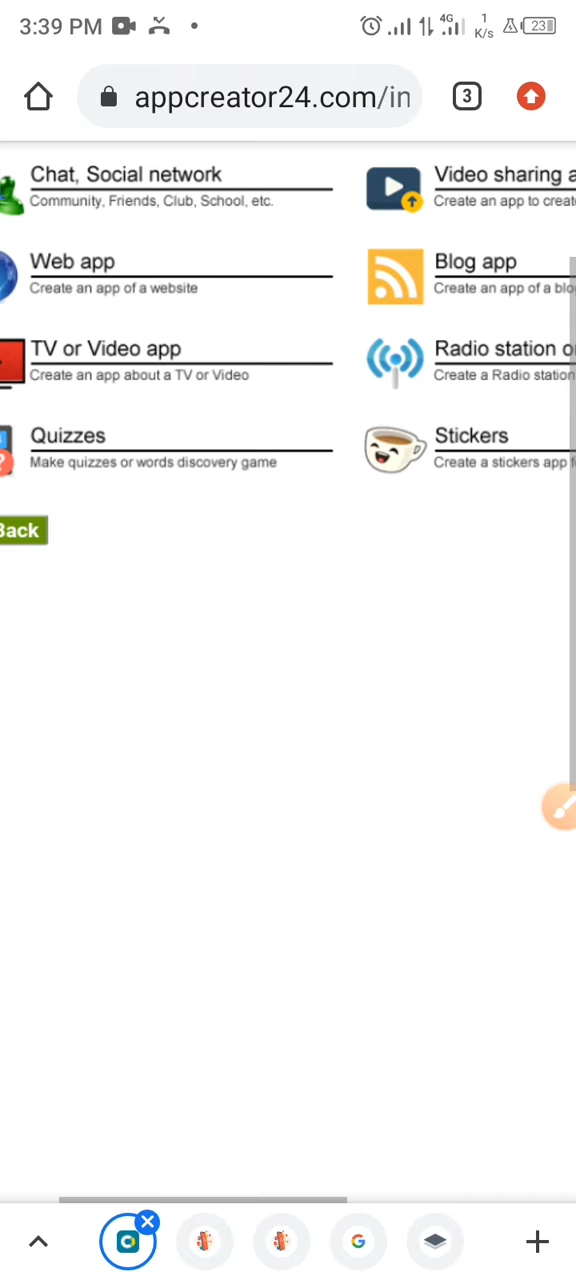 3:39 PM
4G
1
K/s
23
appcreator24.com/in
3
Chat, Social network
Community, Friends, Club, School, etc.
Video sharing a
Create an app to creat
Web app
Create an app of a website
Blog app
Create an app of a blo
TV or Video app
Create an app about a TV or Video
Radio station o
Create a Radio station
Quizzes
Make quizzes or words discovery game
Stickers
Create a stickers app f
Back